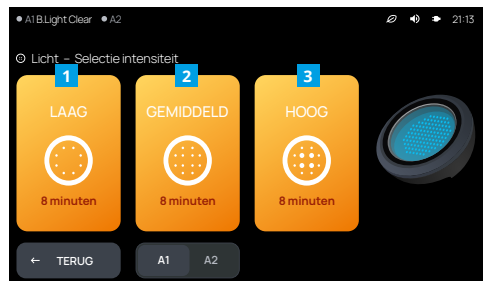 A1 B.Light Clear A2 21:13
Licht – Selectie intensiteit
1 2 3
LAAG GEMIDDELD HOOG
8 minuten 8 minuten 8 minuten
← TERUG A1 A2